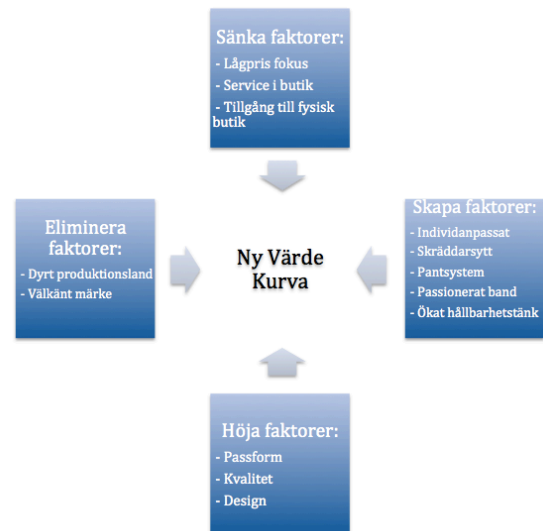 Sänka faktorer:
- Lågpris fokus
- Service i butik
- Tillgång till fysisk
butik
Eliminera
faktorer:
- Dyrt produktionsland
- Välkänt märke
Ny Värde
Kurva
Skapa faktorer:
- Individanpassat
- Skräddarsytt
- Pantsystem
- Passionerat band
- Ökat hållbarhetstänk
Höja faktorer:
- Passform
- Kvalitet
- Design